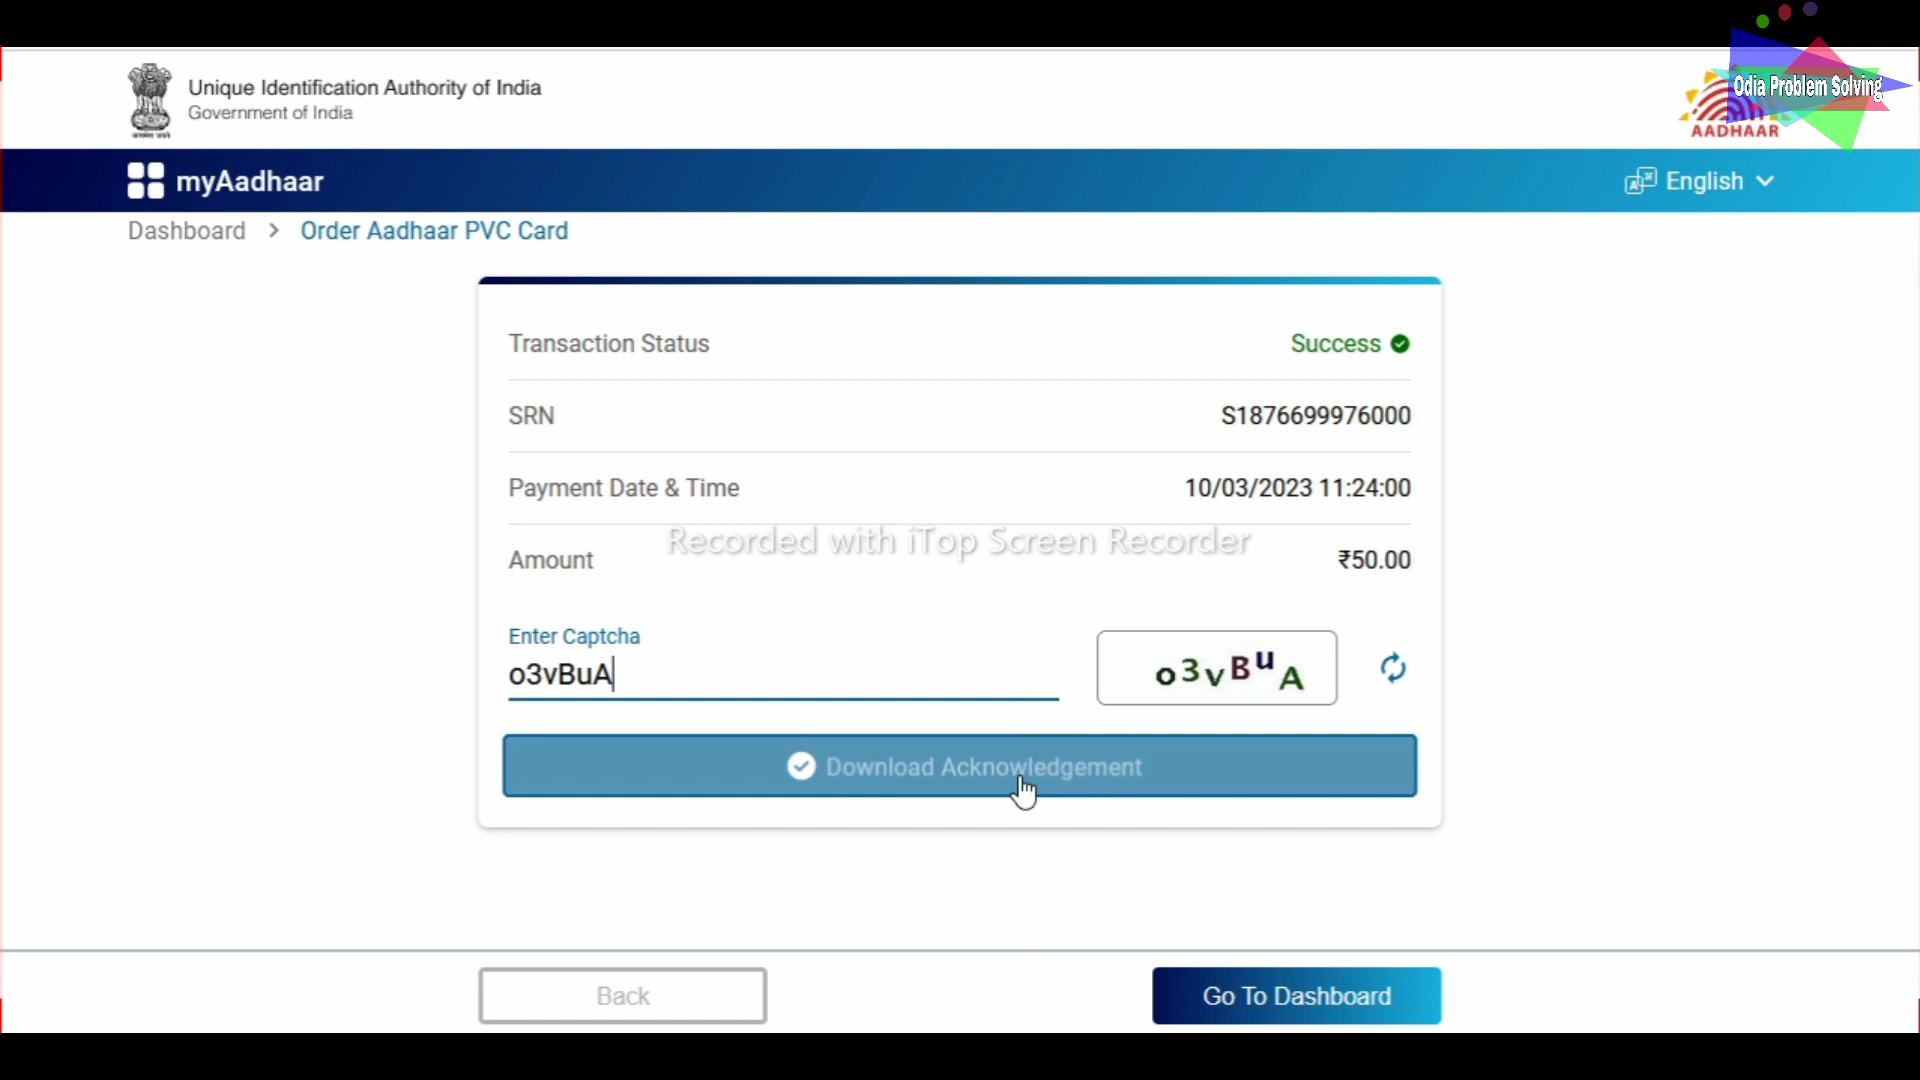 Odia Problem Solving
Unique Identification Authority of India
Government of India
AADHAAR
myAadhaar
English
Dashboard > Order Aadhaar PVC Card
Transaction Status Success
SRN S1876699976000
Payment Date & Time 10/03/2023 11:24:00
Recorded with iTop Screen Recorder
Amount ₹50.00
Enter Captcha
o3vBuA
o3vBuA
Download Acknowledgement
Back
Go To Dashboard